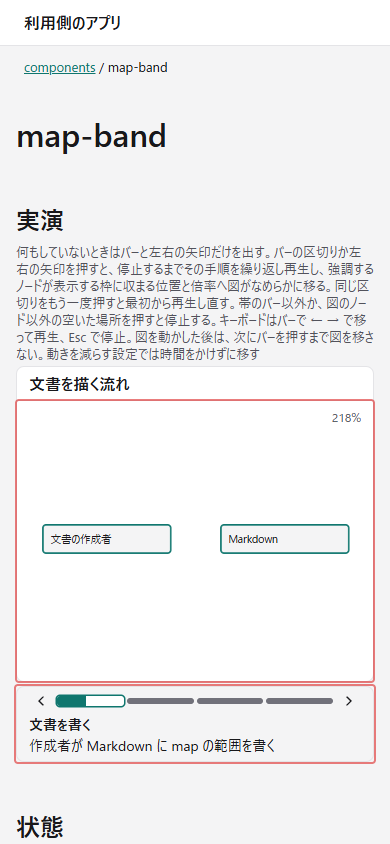 利用側のアプリ
components / map-band
map-band
実演
何もしていないときはバーと左右の矢印だけを出す。バーの区切りか左
右の矢印を押すと、停止するまでその手順を繰り返し再生し、強調する
ノードが表示する枠に収まる位置と倍率へ図がなめらかに移る。同じ区
切りをもう一度押すと最初から再生し直す。帯のバー以外か、図のノー
ド以外の空いた場所を押すと停止する。キーボードはバーで ← → で移
って再生、Esc で停止。図を動かした後は、次にバーを押すまで図を移さ
ない。動きを減らす設定では時間をかけずに移す
文書を描く流れ
218%
文書の作成者
Markdown
文書を書く
作成者が Markdown に map の範囲を書く
状態